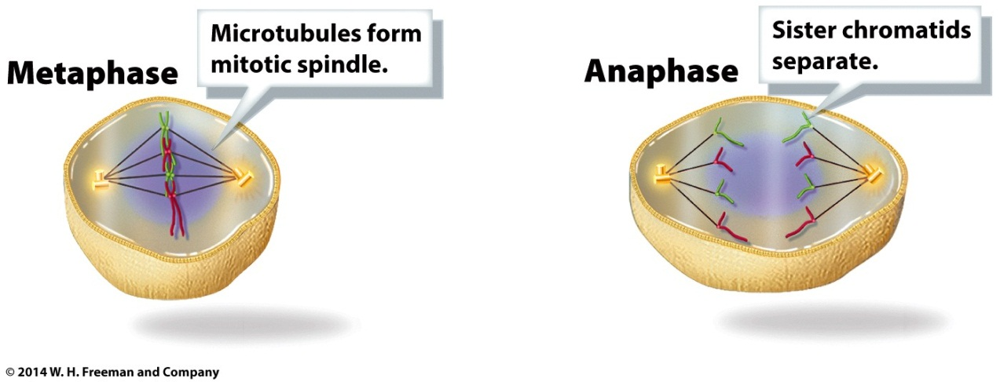 Metaphase
Microtubules form
mitotic spindle.
Anaphase
Sister chromatids
separate.
© 2014 W. H. Freeman and Company